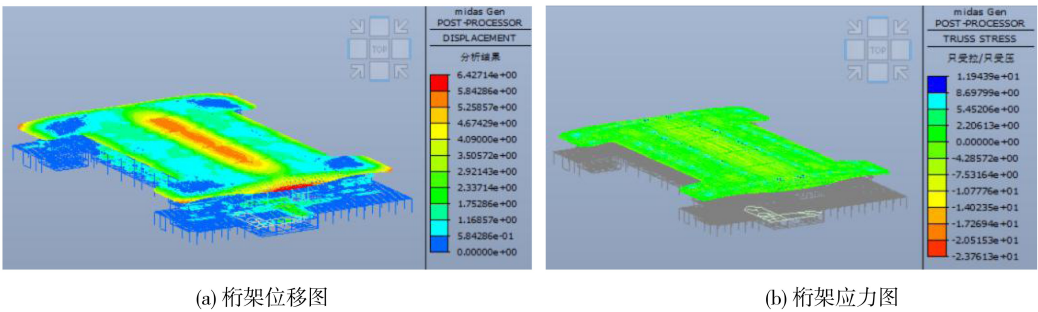 midas Gen
POST-PROCESSOR
DISPLACEMENT
分析结果
6.42714e+00
5.84286e+00
5.25857e+00
4.67429e+00
4.09000e+00
3.50572e+00
2.92143e+00
2.33714e+00
1.75286e+00
1.16857e+00
5.84286e-01
0.00000e+00
TOP
(a) 桁架位移图
midas Gen
POST-PROCESSOR
TRUSS STRESS
只受拉/只受压
1.19439e+01
8.69799e+00
5.45206e+00
2.20613e+00
0.00000e+00
-4.28572e+00
-7.53164e+00
-1.07776e+01
-1.40235e+01
-1.72694e+01
-2.05153e+01
-2.37613e+01
TOP
(b) 桁架应力图